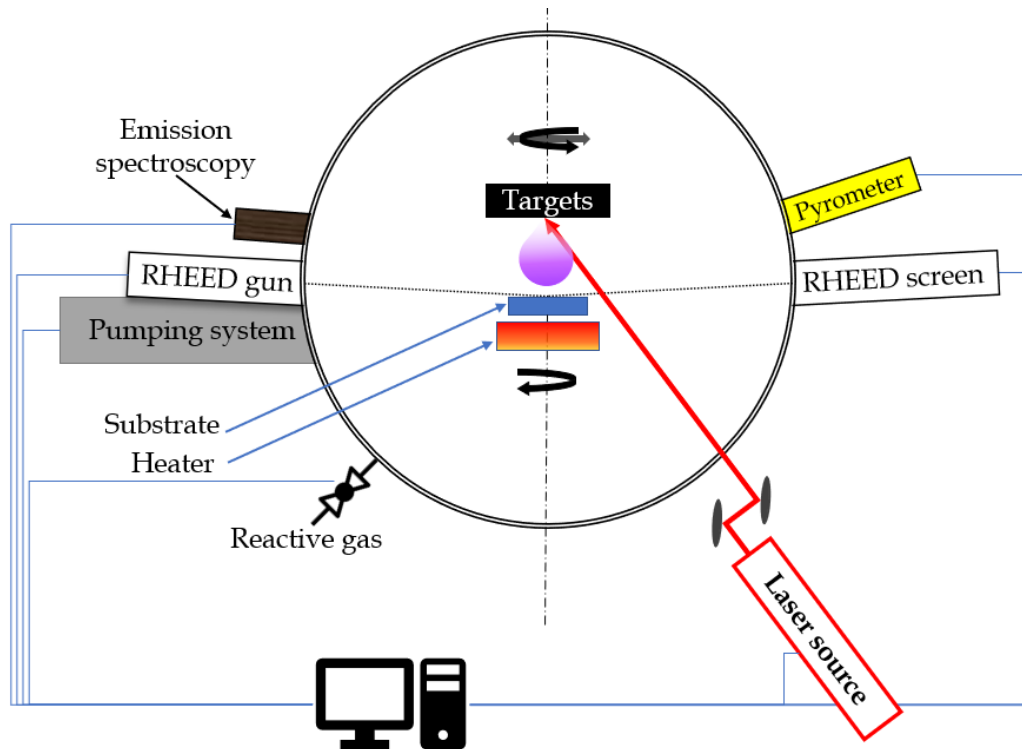 Emission
spectroscopy
Targets
Pyrometer
RHEED gun
RHEED screen
Pumping system
Substrate
Heater
Reactive gas
Laser source